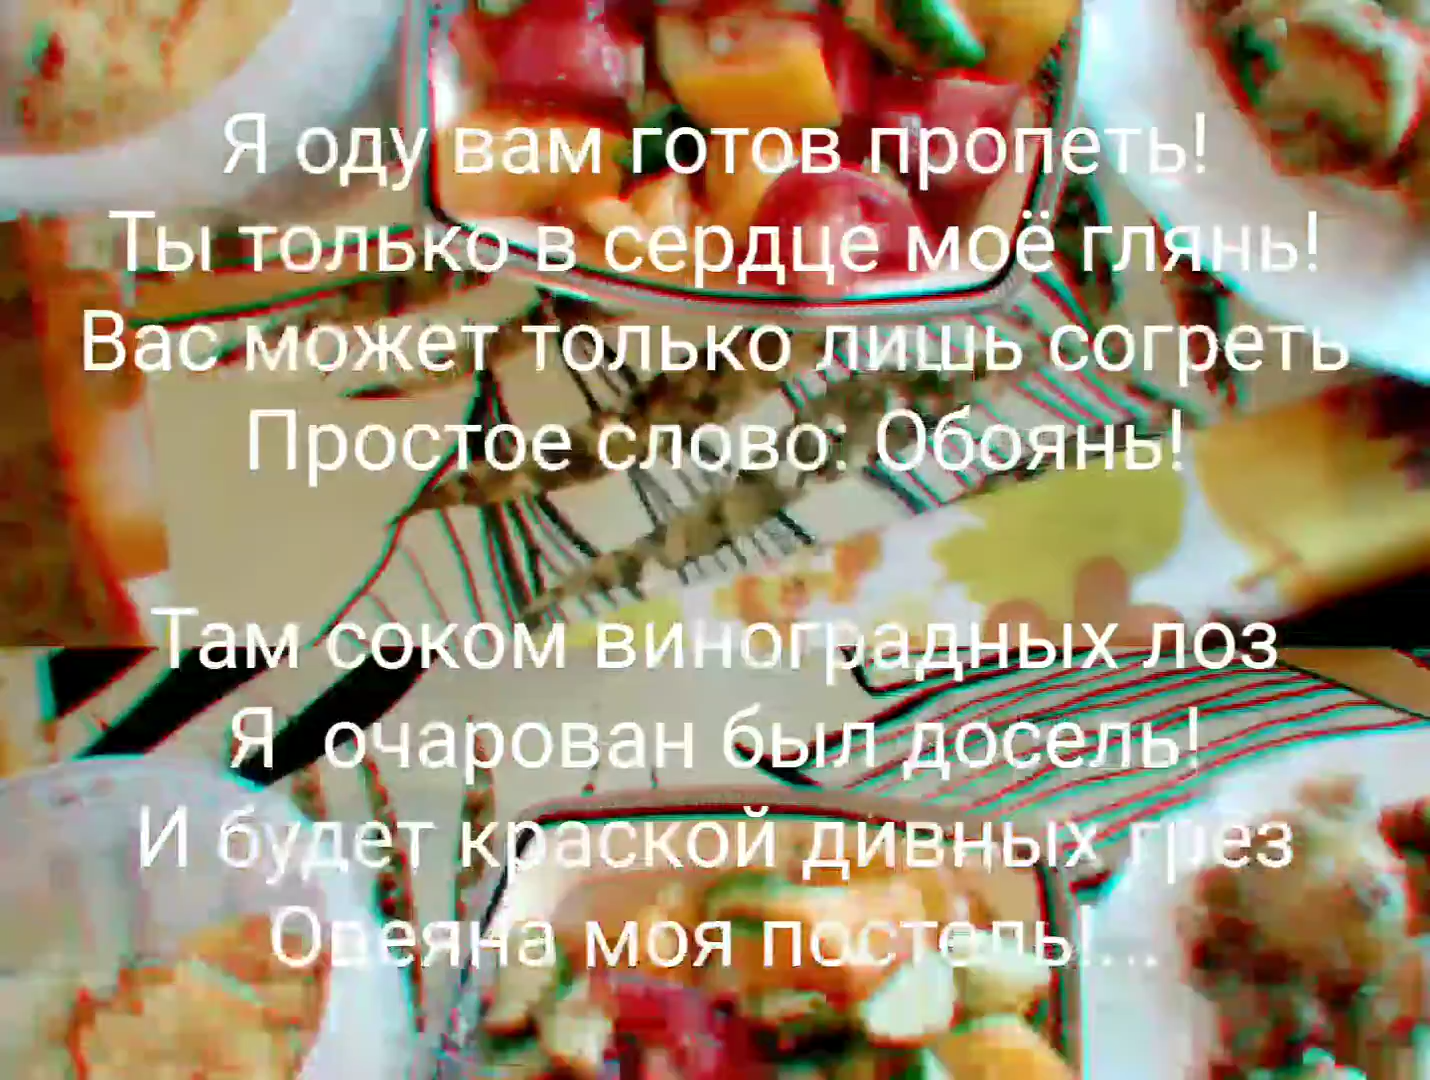 Я оду вам готов пропеть!
Ты только в сердце моё глянь!
Вас может только лишь согреть
Простое слово: Обоянь!
Там соком виноградных лоз
Я очарован был досель!
И будет краской дивных грёз
Овеяна моя постель!...